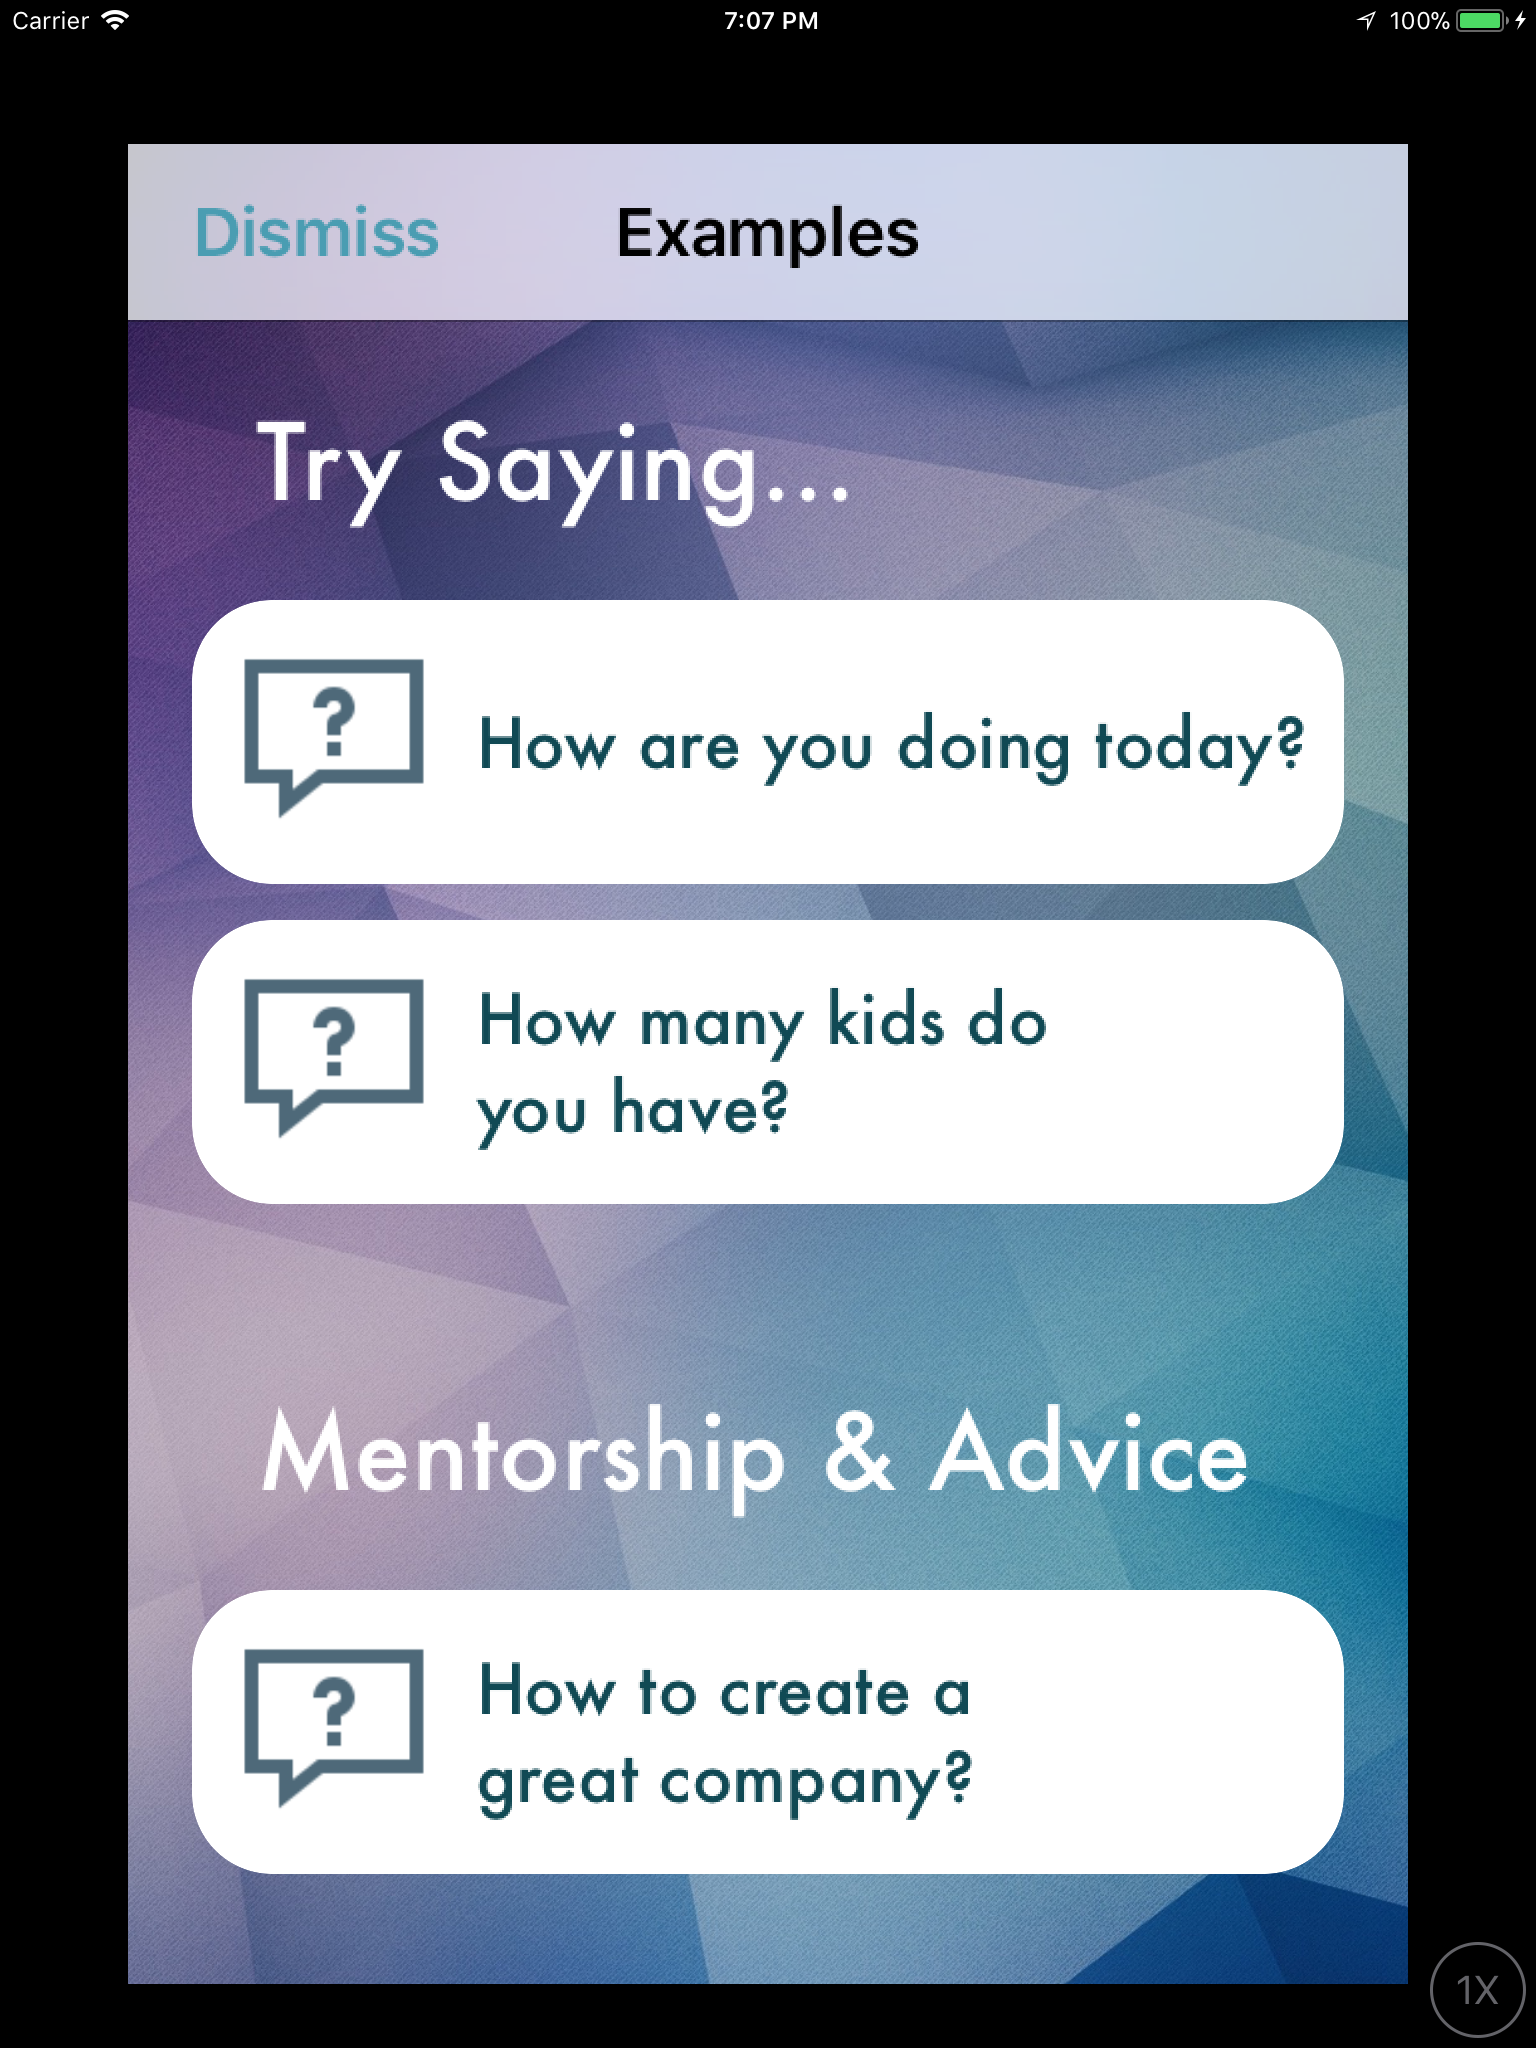 Carrier 7:07 PM 100%
Dismiss Examples
Try Saying...
? How are you doing today?
? How many kids do
you have?
Mentorship & Advice
? How to create a
great company?
1X